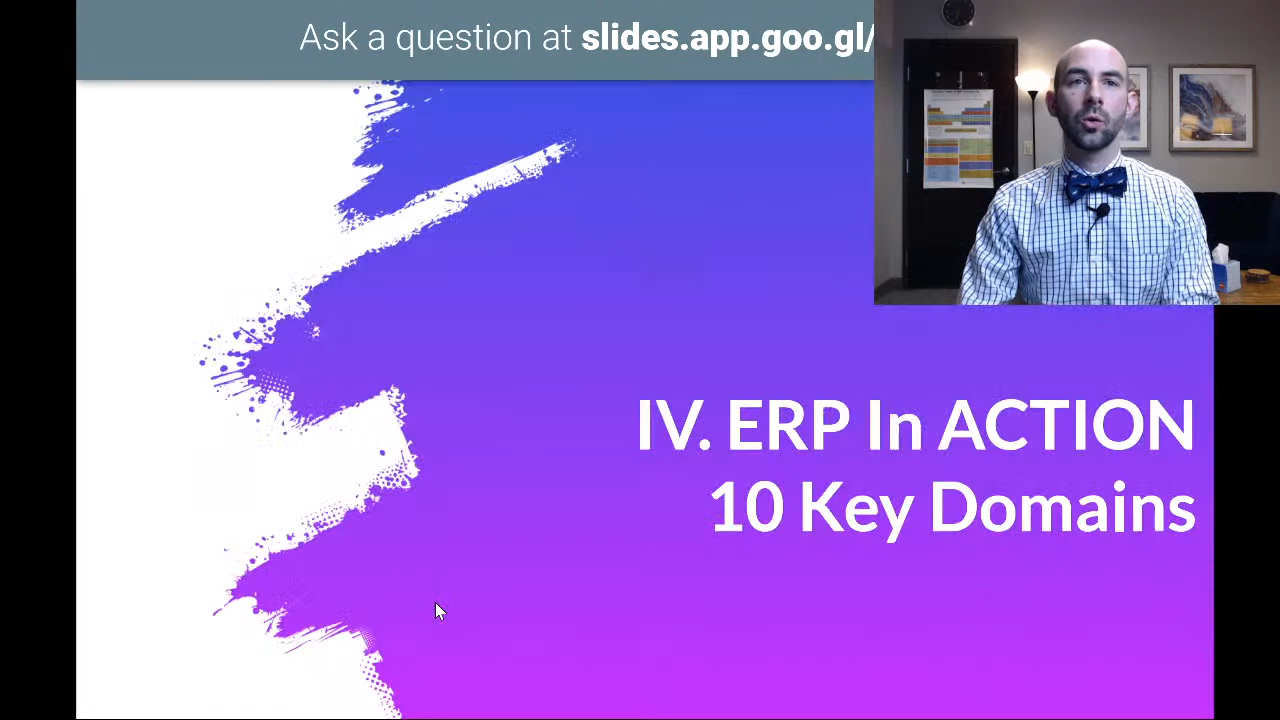 Ask a question at slides.app.goo.gl/
IV. ERP In ACTION
10 Key Domains